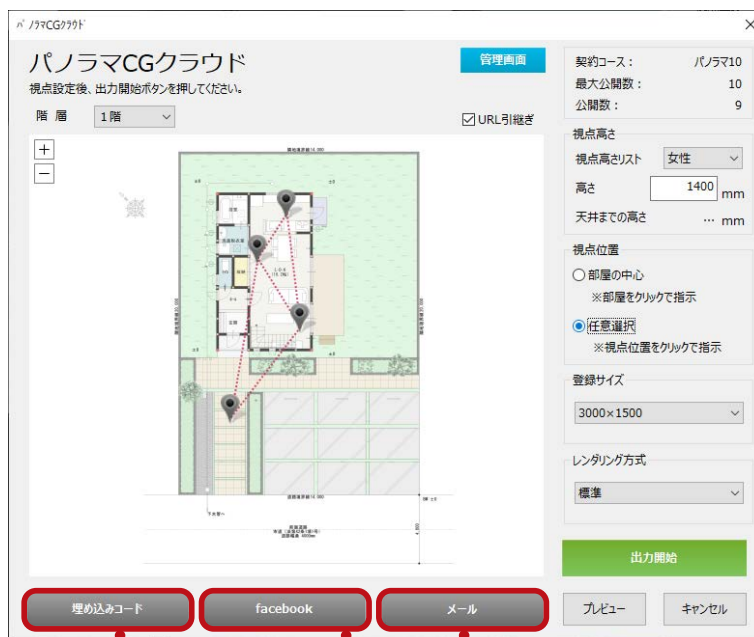 パノラマCGクラウド
パノラマCGクラウド
管理画面
視点設定後、出力開始ボタンを押してください。
階 層
1階
URL引継ぎ
契約コース：
パノラマ10
最大公開数：
10
公開数：
9
視点高さ
視点高さリスト
女性
高さ
1400
mm
天井までの高さ
… mm
視点位置
部屋の中心
※部屋をクリックで指示
任意選択
※視点位置をクリックで指示
登録サイズ
3000×1500
レンダリング方式
標準
出力開始
埋め込みコード
facebook
メール
プレビュー
キャンセル